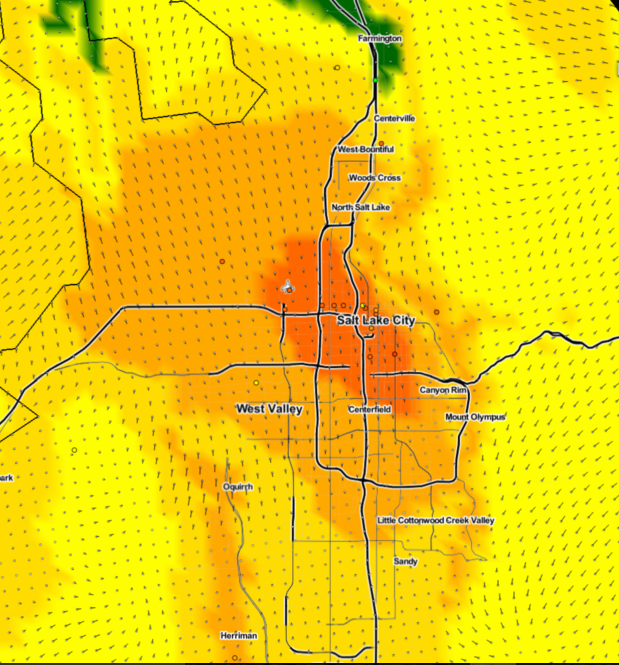 Farmington
Centerville
West Bountiful
Woods Cross
North Salt Lake
Salt Lake City
Canyon Rim
West Valley
Centerfield
Mount Olympus
ark
Oquirrh
Little Cottonwood Creek Valley
Sandy
Herriman